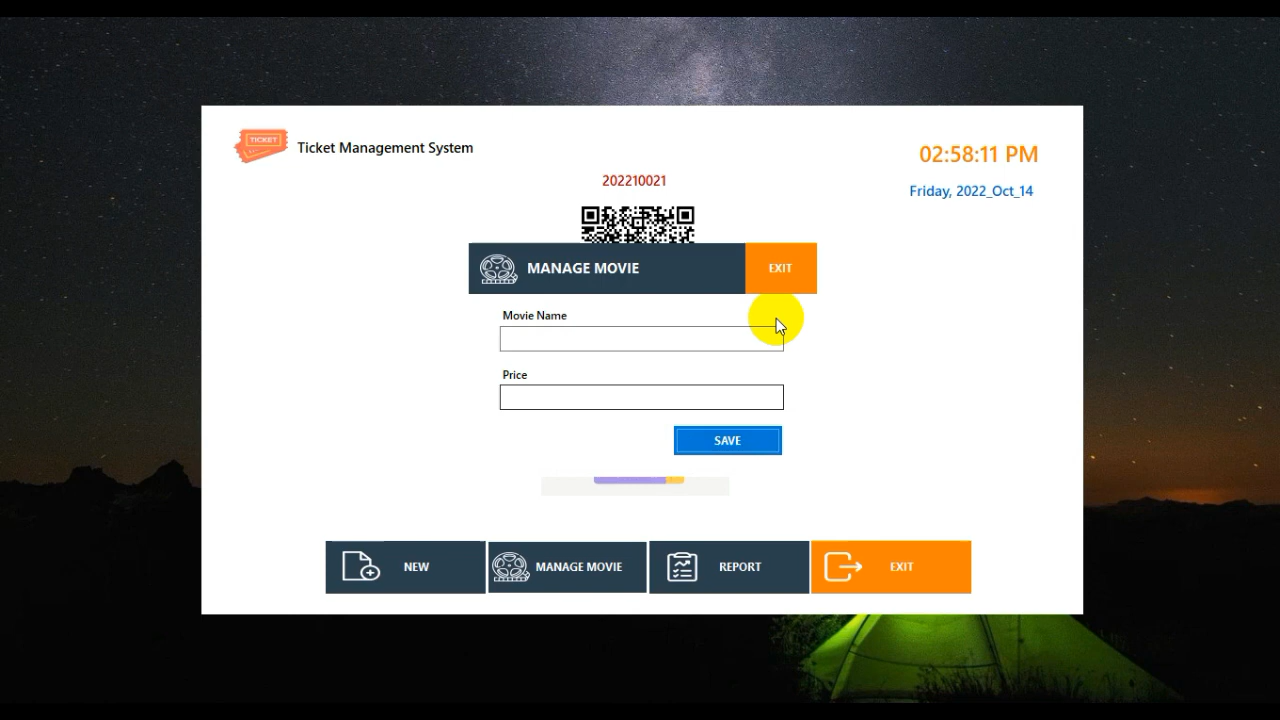 TICKET
Ticket Management System
02:58:11 PM
202210021
Friday, 2022_Oct_14
MANAGE MOVIE
EXIT
Movie Name
Price
SAVE
NEW
MANAGE MOVIE
REPORT
EXIT